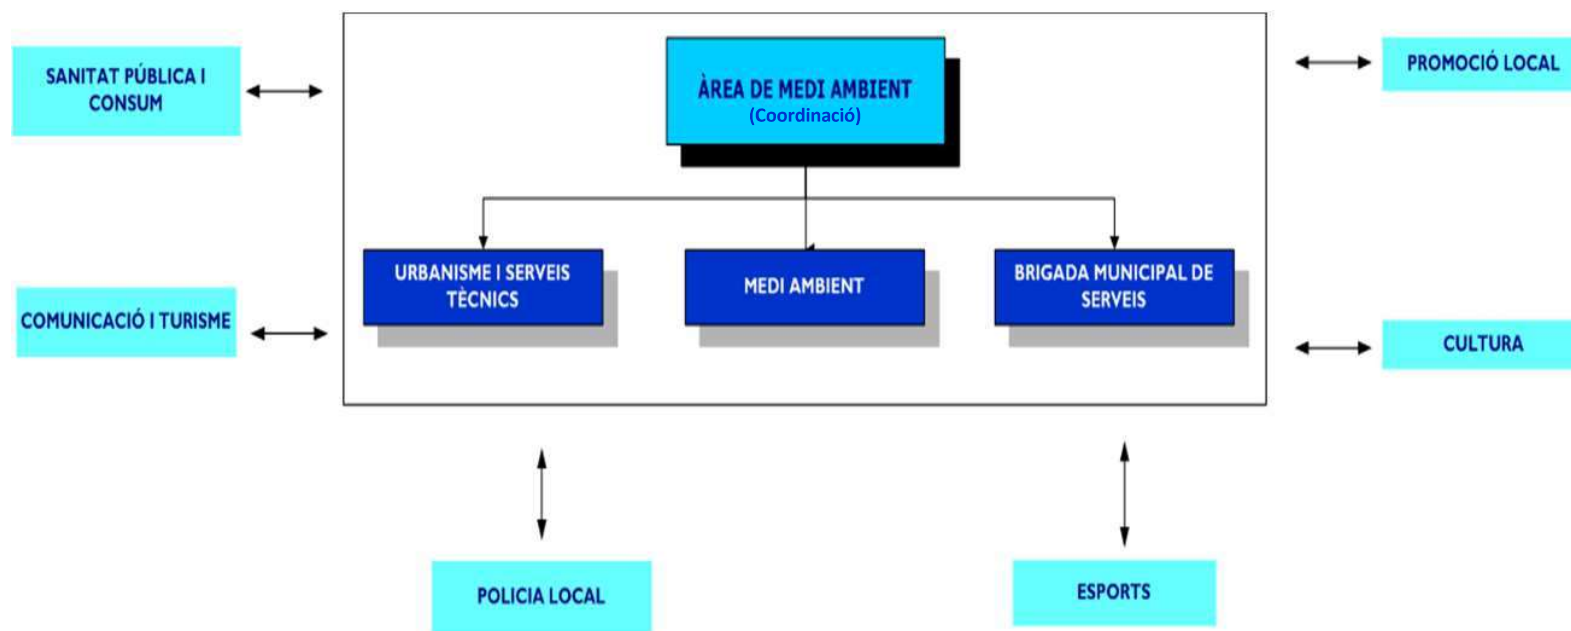 SANITAT PÚBLICA I
CONSUM
ÀREA DE MEDI AMBIENT
(Coordinació)
PROMOCIÓ LOCAL
URBANISME I SERVEIS
TÈCNICS
MEDI AMBIENT
BRIGADA MUNICIPAL DE
SERVEIS
COMUNICACIÓ I TURISME
CULTURA
POLICIA LOCAL
ESPORTS